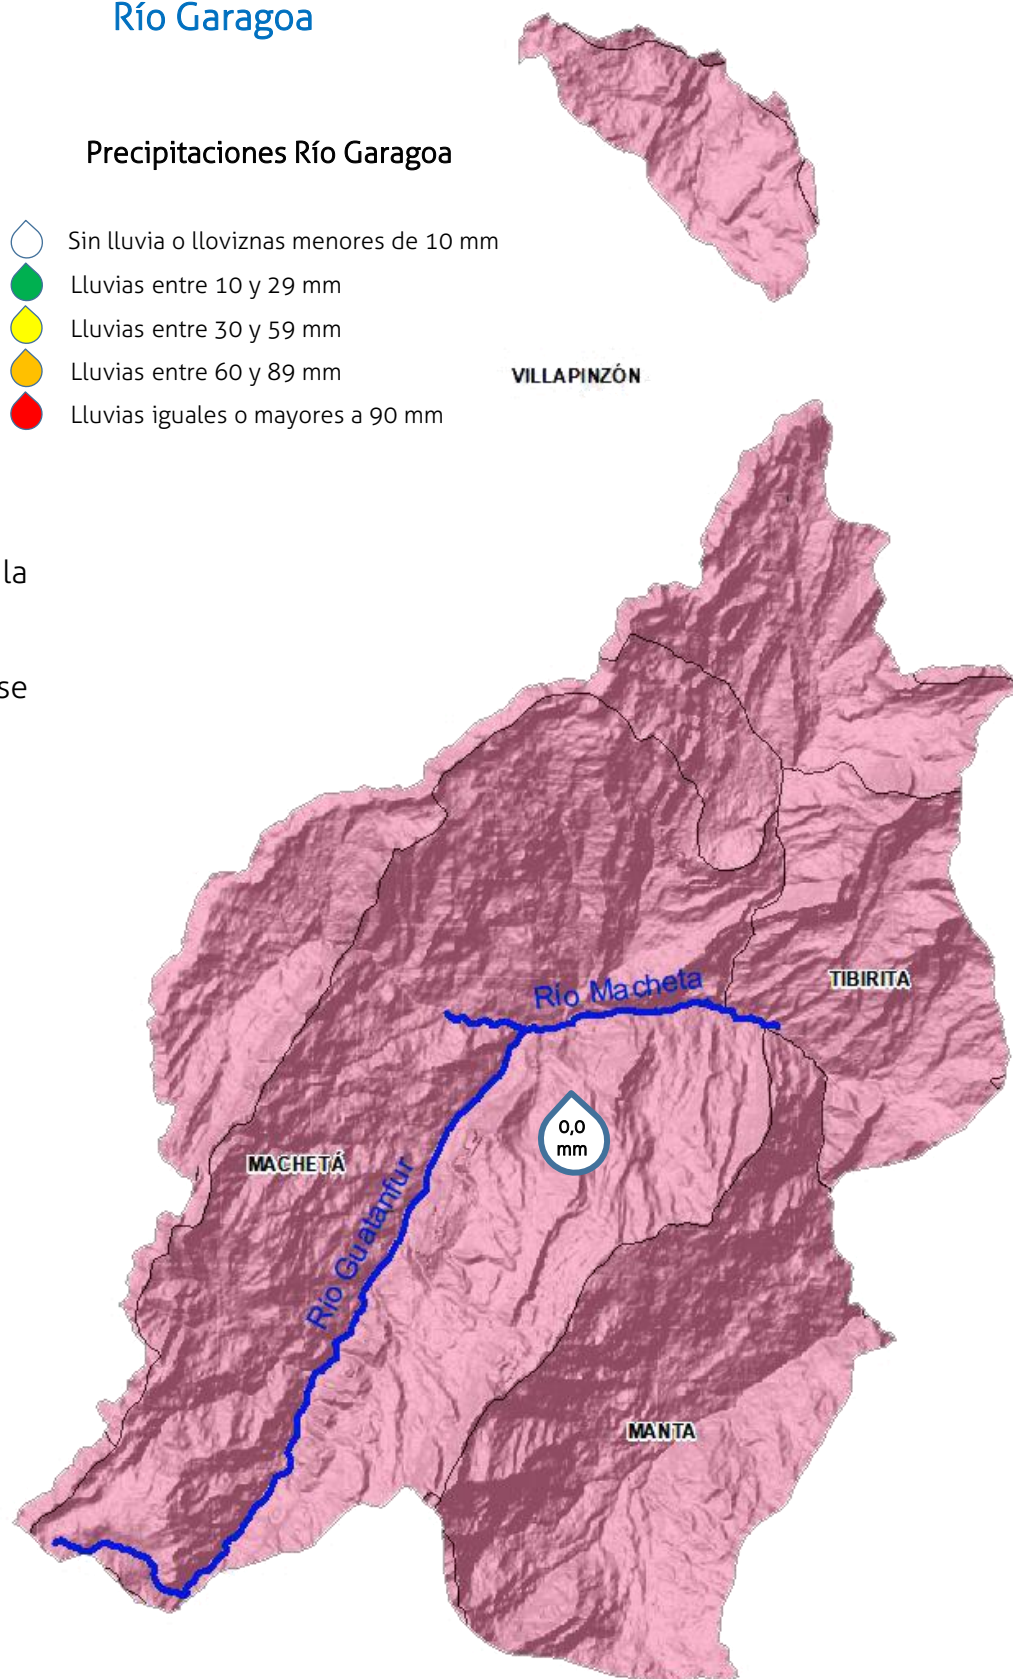 Río Garagoa
Precipitaciones Río Garagoa
Sin lluvia o lloviznas menores de 10 mm
Lluvias entre 10 y 29 mm
Lluvias entre 30 y 59 mm
Lluvias entre 60 y 89 mm
Lluvias iguales o mayores a 90 mm
la
se
VILLAPINZÓN
Río Macheta
TIBIRITA
0,0
mm
MACHETÁ
Río Guatanfur
MANTA